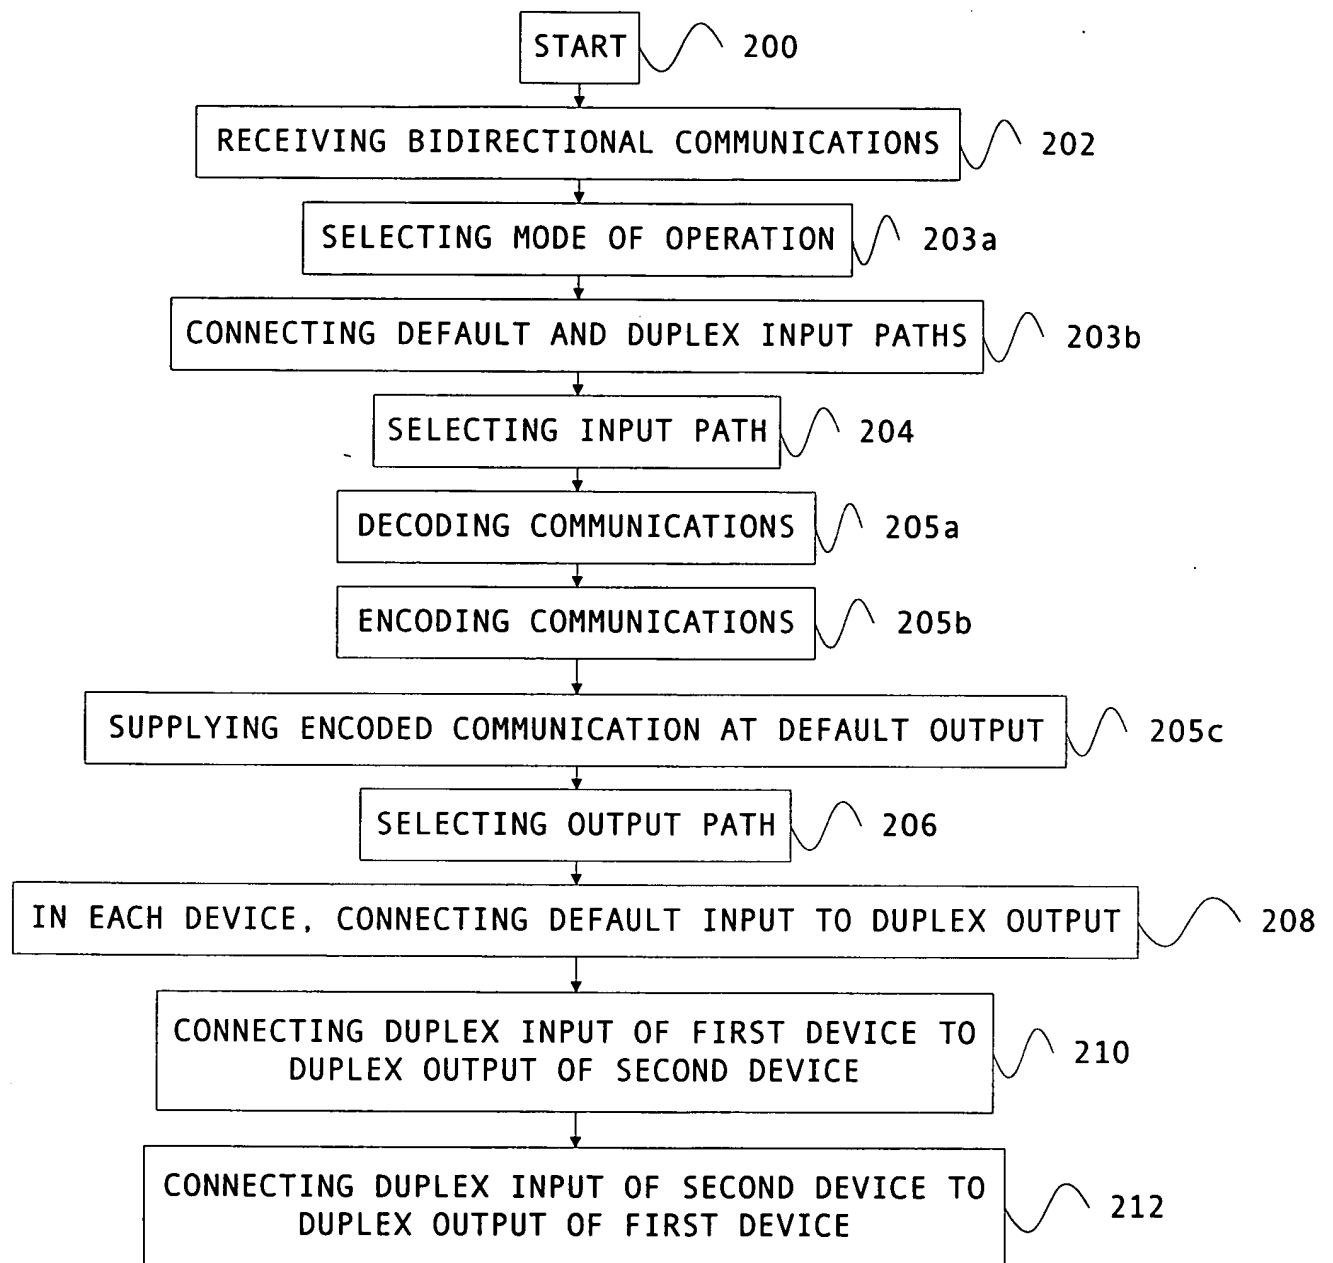 START 200
RECEIVING BIDIRECTIONAL COMMUNICATIONS 202
SELECTING MODE OF OPERATION 203a
CONNECTING DEFAULT AND DUPLEX INPUT PATHS 203b
SELECTING INPUT PATH 204
DECODING COMMUNICATIONS 205a
ENCODING COMMUNICATIONS 205b
SUPPLYING ENCODED COMMUNICATION AT DEFAULT OUTPUT 205c
SELECTING OUTPUT PATH 206
IN EACH DEVICE, CONNECTING DEFAULT INPUT TO DUPLEX OUTPUT 208
CONNECTING DUPLEX INPUT OF FIRST DEVICE TO
DUPLEX OUTPUT OF SECOND DEVICE 210
CONNECTING DUPLEX INPUT OF SECOND DEVICE TO
DUPLEX OUTPUT OF FIRST DEVICE 212